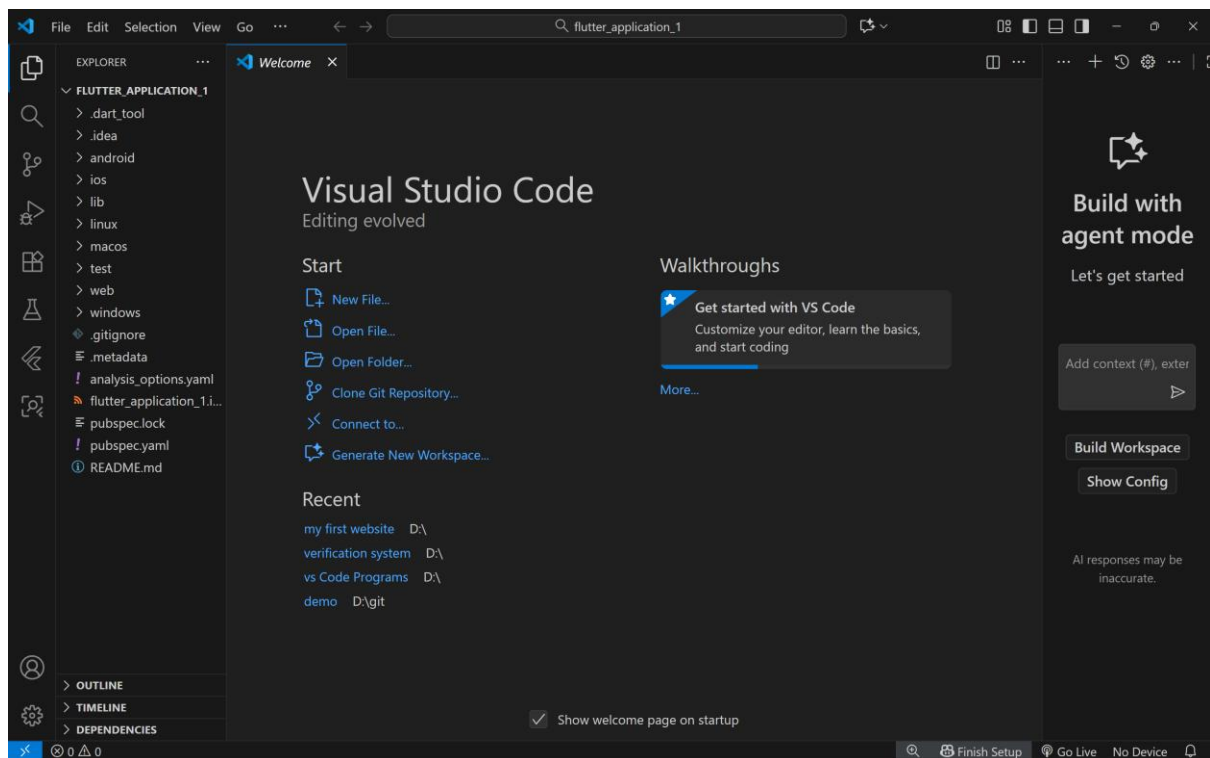 File Edit Selection View Go ··· flutter_application_1
EXPLORER ···
Welcome
FLUTTER_APPLICATION_1
.dart_tool
.idea
android
ios
lib
linux
macos
test
web
windows
.gitignore
.metadata
analysis_options.yaml
flutter_application_1.i...
pubspec.lock
pubspec.yaml
README.md
OUTLINE
TIMELINE
DEPENDENCIES
Visual Studio Code
Editing evolved
Start
New File...
Open File...
Open Folder...
Clone Git Repository...
Connect to...
Generate New Workspace...
Recent
my first website D:\
verification system D:\
vs Code Programs D:\
demo D:\git
Walkthroughs
Get started with VS Code
Customize your editor, learn the basics,
and start coding
More...
Show welcome page on startup
Build with
agent mode
Let's get started
Add context (#), exter
Build Workspace
Show Config
AI responses may be
inaccurate.
0 0 Finish Setup Go Live No Device